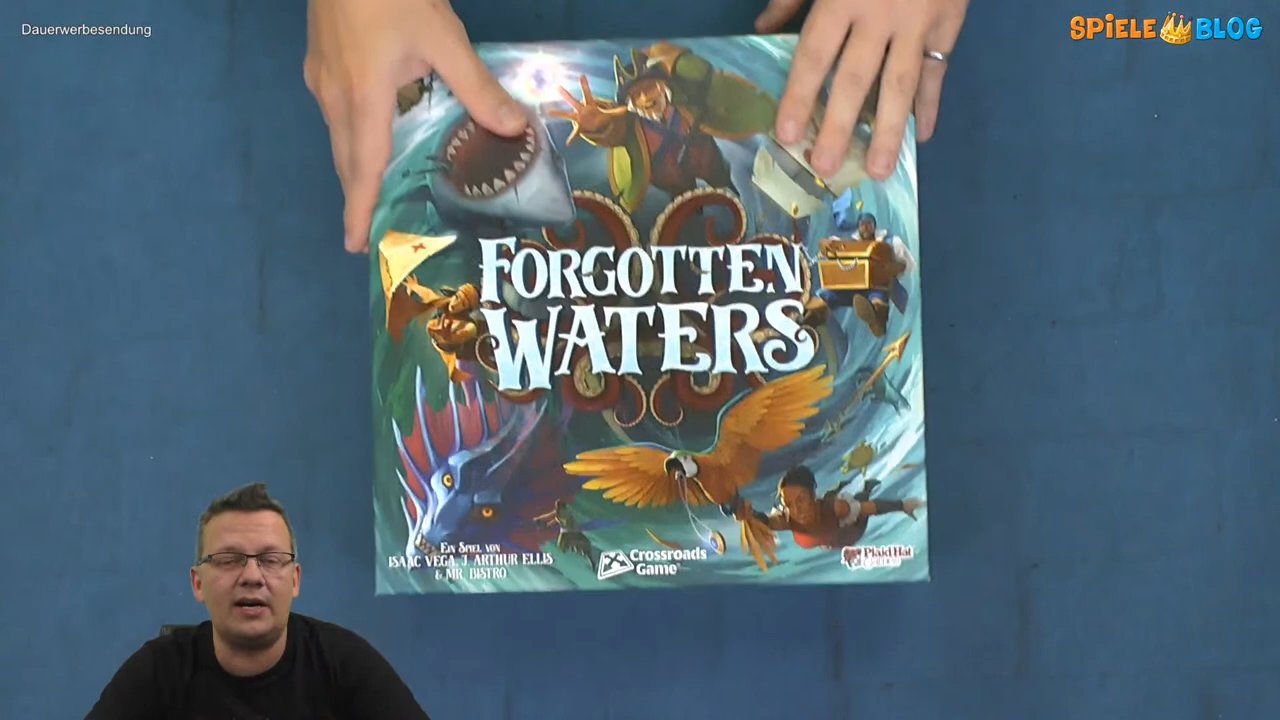 Dauerwerbesendung
SPIELE BLOG
FORGOTTEN
WATERS
EIN SPIEL VON
ISAAC VEGA, J. ARTHUR ELLIS
& MR. BISTRO
Crossroads
Game
Plaid Hat